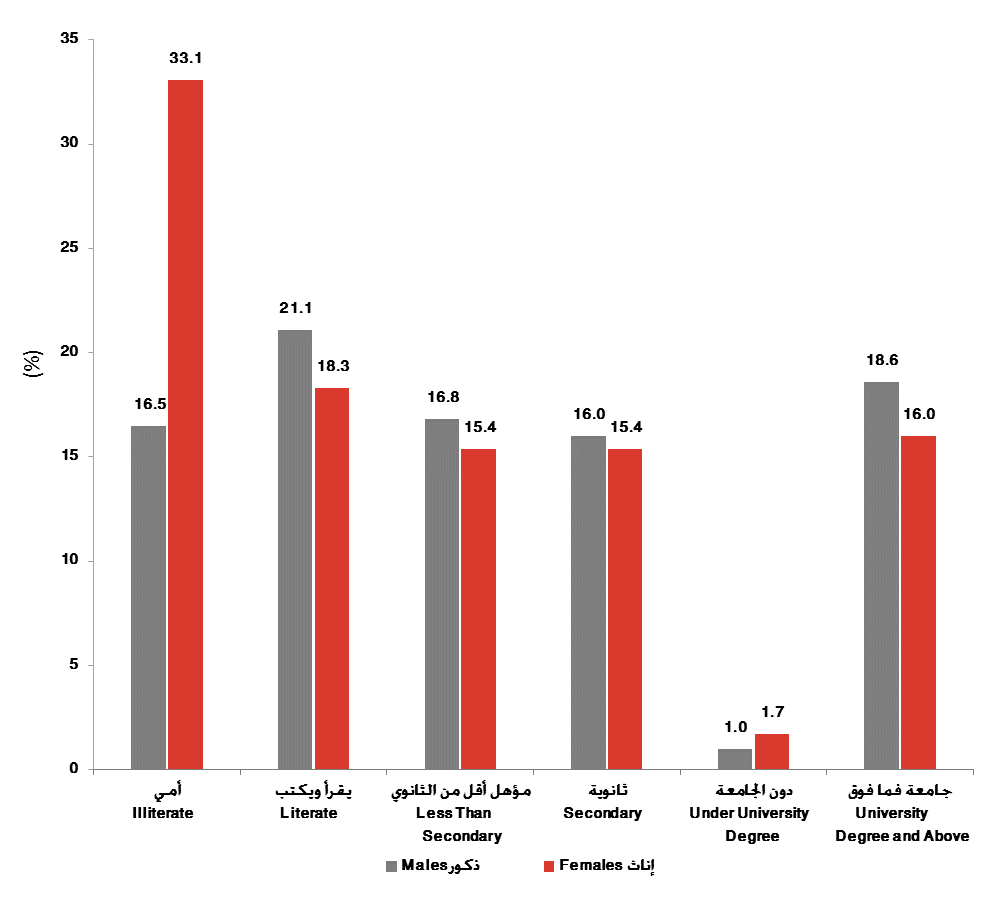 35
33.1
30
25
21.1
20
18.3
18.6
(%)
16.5
16.8
15.4
16.0
15.4
16.0
15
10
5
1.0
1.7
0
أمي
Illiterate
يقرأ ويكتب
Literate
مؤهل أقل من الثانوي
Less Than
Secondary
ثانوية
Secondary
دون الجامعة
Under University
Degree
جامعة فما فوق
University
Degree and Above
Males ذكور
Females إناث